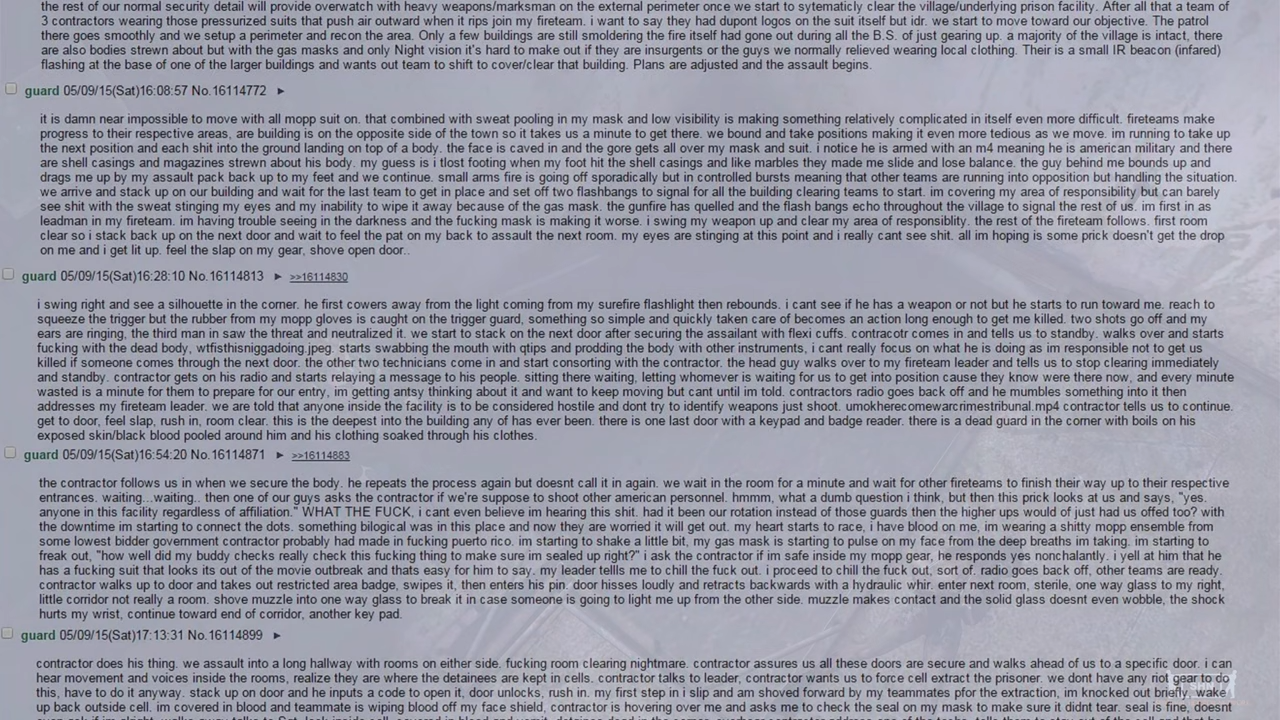 the rest of our normal security detail will provide overwatch with heavy weapons/marksman on the external perimeter once we start to sytematicly clear the village/underlying prison facility. After all that a team of
3 contractors wearing those pressurized suits that push air outward when it rips join my fireteam. i want to say they had dupont logos on the suit itself but idr. we start to move toward our objective. The patrol
there goes smoothly and we setup a perimeter and recon the area. Only a few buildings are still smoldering the fire itself had gone out during all the B.S. of just gearing up. a majority of the village is intact, there
are also bodies strewn about but with the gas masks and only Night vision it's hard to make out if they are insurgents or the guys we normally relieved wearing local clothing. Their is a small IR beacon (infared)
flashing at the base of one of the larger buildings and wants out team to shift to cover/clear that building. Plans are adjusted and the assault begins.
guard 05/09/15(Sat)16:08:57 No.16114772 ►
it is damn near impossible to move with all mopp suit on. that combined with sweat pooling in my mask and low visibility is making something relatively complicated in itself even more difficult. fireteams make
progress to their respective areas, are building is on the opposite side of the town so it takes us a minute to get there. we bound and take positions making it even more tedious as we move. im running to take up
the next position and each shit into the ground landing on top of a body. the face is caved in and the gore gets all over my mask and suit. i notice he is armed with an m4 meaning he is american military and there
are shell casings and magazines strewn about his body. my guess is i tlost footing when my foot hit the shell casings and like marbles they made me slide and lose balance. the guy behind me bounds up and
drags me up by my assault pack back up to my feet and we continue. small arms fire is going off sporadically but in controlled bursts meaning that other teams are running into opposition but handling the situation.
we arrive and stack up on our building and wait for the last team to get in place and set off two flashbangs to signal for all the building clearing teams to start. im covering my area of responsibility but can barely
see shit with the sweat stinging my eyes and my inability to wipe it away because of the gas mask. the gunfire has quelled and the flash bangs echo throughout the village to signal the rest of us. im first in as
leadman in my fireteam. im having trouble seeing in the darkness and the fucking mask is making it worse. i swing my weapon up and clear my area of responsiblity. the rest of the fireteam follows. first room
clear so i stack back up on the next door and wait to feel the pat on my back to assault the next room. my eyes are stinging at this point and i really cant see shit. all im hoping is some prick doesn't get the drop
on me and i get lit up. feel the slap on my gear, shove open door..
guard 05/09/15(Sat)16:28:10 No.16114813 ► >>16114830
i swing right and see a silhouette in the corner. he first cowers away from the light coming from my surefire flashlight then rebounds. i cant see if he has a weapon or not but he starts to run toward me. reach to
squeeze the trigger but the rubber from my mopp gloves is caught on the trigger guard, something so simple and quickly taken care of becomes an action long enough to get me killed. two shots go off and my
ears are ringing, the third man in saw the threat and neutralized it. we start to stack on the next door after securing the assailant with flexi cuffs. contracotr comes in and tells us to standby. walks over and starts
fucking with the dead body, wtfisthisniggadoing.jpeg. starts swabbing the mouth with qtips and prodding the body with other instruments, i cant really focus on what he is doing as im responsible not to get us
killed if someone comes through the next door. the other two technicians come in and start consorting with the contractor. the head guy walks over to my fireteam leader and tells us to stop clearing immediately
and standby. contractor gets on his radio and starts relaying a message to his people. sitting there waiting, letting whomever is waiting for us to get into position cause they know were there now, and every minute
wasted is a minute for them to prepare for our entry, im getting antsy thinking about it and want to keep moving but cant until im told. contractors radio goes back off and he mumbles something into it then
addresses my fireteam leader. we are told that anyone inside the facility is to be considered hostile and dont try to identify weapons just shoot. umokherecomewarcrimestribunal.mp4 contractor tells us to continue.
get to door, feel slap, rush in, room clear. this is the deepest into the building any of has ever been. there is one last door with a keypad and badge reader. there is a dead guard in the corner with boils on his
exposed skin/black blood pooled around him and his clothing soaked through his clothes.
guard 05/09/15(Sat)16:54:20 No.16114871 ► >>16114883
the contractor follows us in when we secure the body. he repeats the process again but doesnt call it in again. we wait in the room for a minute and wait for other fireteams to finish their way up to their respective
entrances. waiting...waiting.. then one of our guys asks the contractor if we're suppose to shoot other american personnel. hmmm, what a dumb question i think, but then this prick looks at us and says, "yes.
anyone in this facility regardless of affiliation." WHAT THE FUCK, i cant even believe im hearing this shit. had it been our rotation instead of those guards then the higher ups would of just had us offed too? with
the downtime im starting to connect the dots. something bilogical was in this place and now they are worried it will get out. my heart starts to race, i have blood on me, im wearing a shitty mopp ensemble from
some lowest bidder government contractor probably had made in fucking puerto rico. im starting to shake a little bit, my gas mask is starting to pulse on my face from the deep breaths im taking. im starting to
freak out, "how well did my buddy checks really check this fucking thing to make sure im sealed up right?" i ask the contractor if im safe inside my mopp gear, he responds yes nonchalantly. i yell at him that he
has a fucking suit that looks its out of the movie outbreak and thats easy for him to say. my leader tellls me to chill the fuck out. i proceed to chill the fuck out, sort of. radio goes back off, other teams are ready.
contractor walks up to door and takes out restricted area badge, swipes it, then enters his pin. door hisses loudly and retracts backwards with a hydraulic whir. enter next room, sterile, one way glass to my right,
little corridor not really a room. shove muzzle into one way glass to break it in case someone is going to light me up from the other side. muzzle makes contact and the solid glass doesnt even wobble, the shock
hurts my wrist, continue toward end of corridor, another key pad.
guard 05/09/15(Sat)17:13:31 No.16114899 ►
contractor does his thing. we assault into a long hallway with rooms on either side. fucking room clearing nightmare. contractor assures us all these doors are secure and walks ahead of us to a specific door. i can
hear movement and voices inside the rooms, realize they are where the detainees are kept in cells. contractor talks to leader, contractor wants us to force cell extract the prisoner. we dont have any riot gear to do
this, have to do it anyway. stack up on door and he inputs a code to open it, door unlocks, rush in. my first step in i slip and am shoved forward by my teammates pfor the extraction, im knocked out briefly. wake
up back outside cell. im covered in blood and teammate is wiping blood off my face shield, contractor is hovering over me and asks me to check the seal on my mask to make sure it didnt tear. seal is fine, doesnt